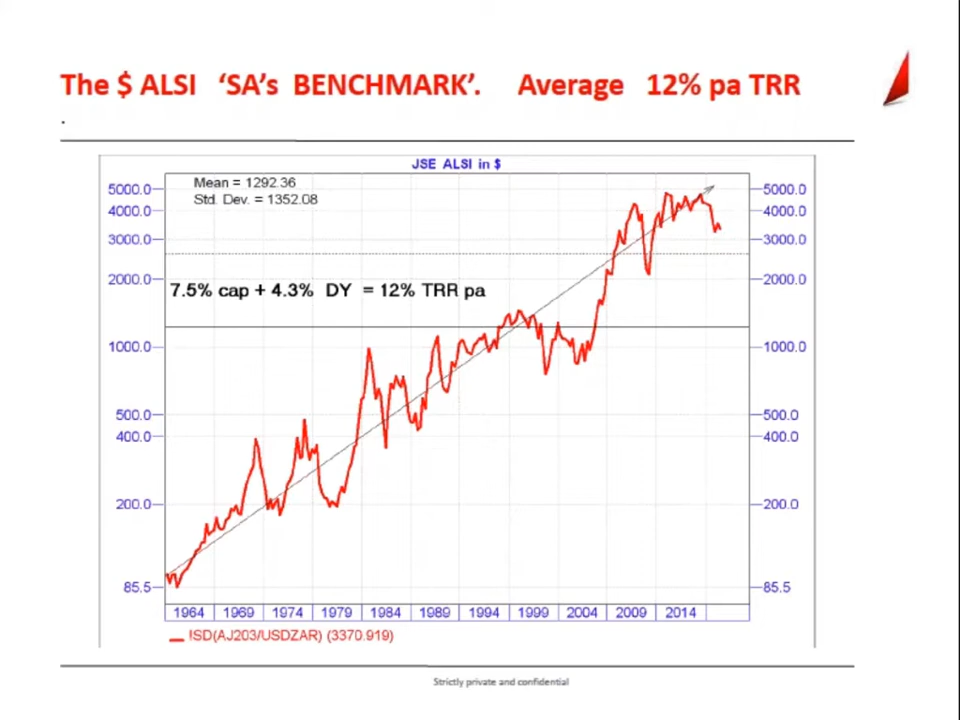 The $ ALSI ‘SA’s BENCHMARK’. Average 12% pa TRR
.
JSE ALSI in $
Mean = 1292.36
Std. Dev. = 1352.08
5000.0 5000.0
4000.0 4000.0
3000.0 3000.0
2000.0 2000.0
7.5% cap + 4.3% DY = 12% TRR pa
1000.0 1000.0
500.0 500.0
400.0 400.0
200.0 200.0
85.5 85.5
1964 1969 1974 1979 1984 1989 1994 1999 2004 2009 2014
!SD(AJ203/USDZAR) (3370.919)
Strictly private and confidential